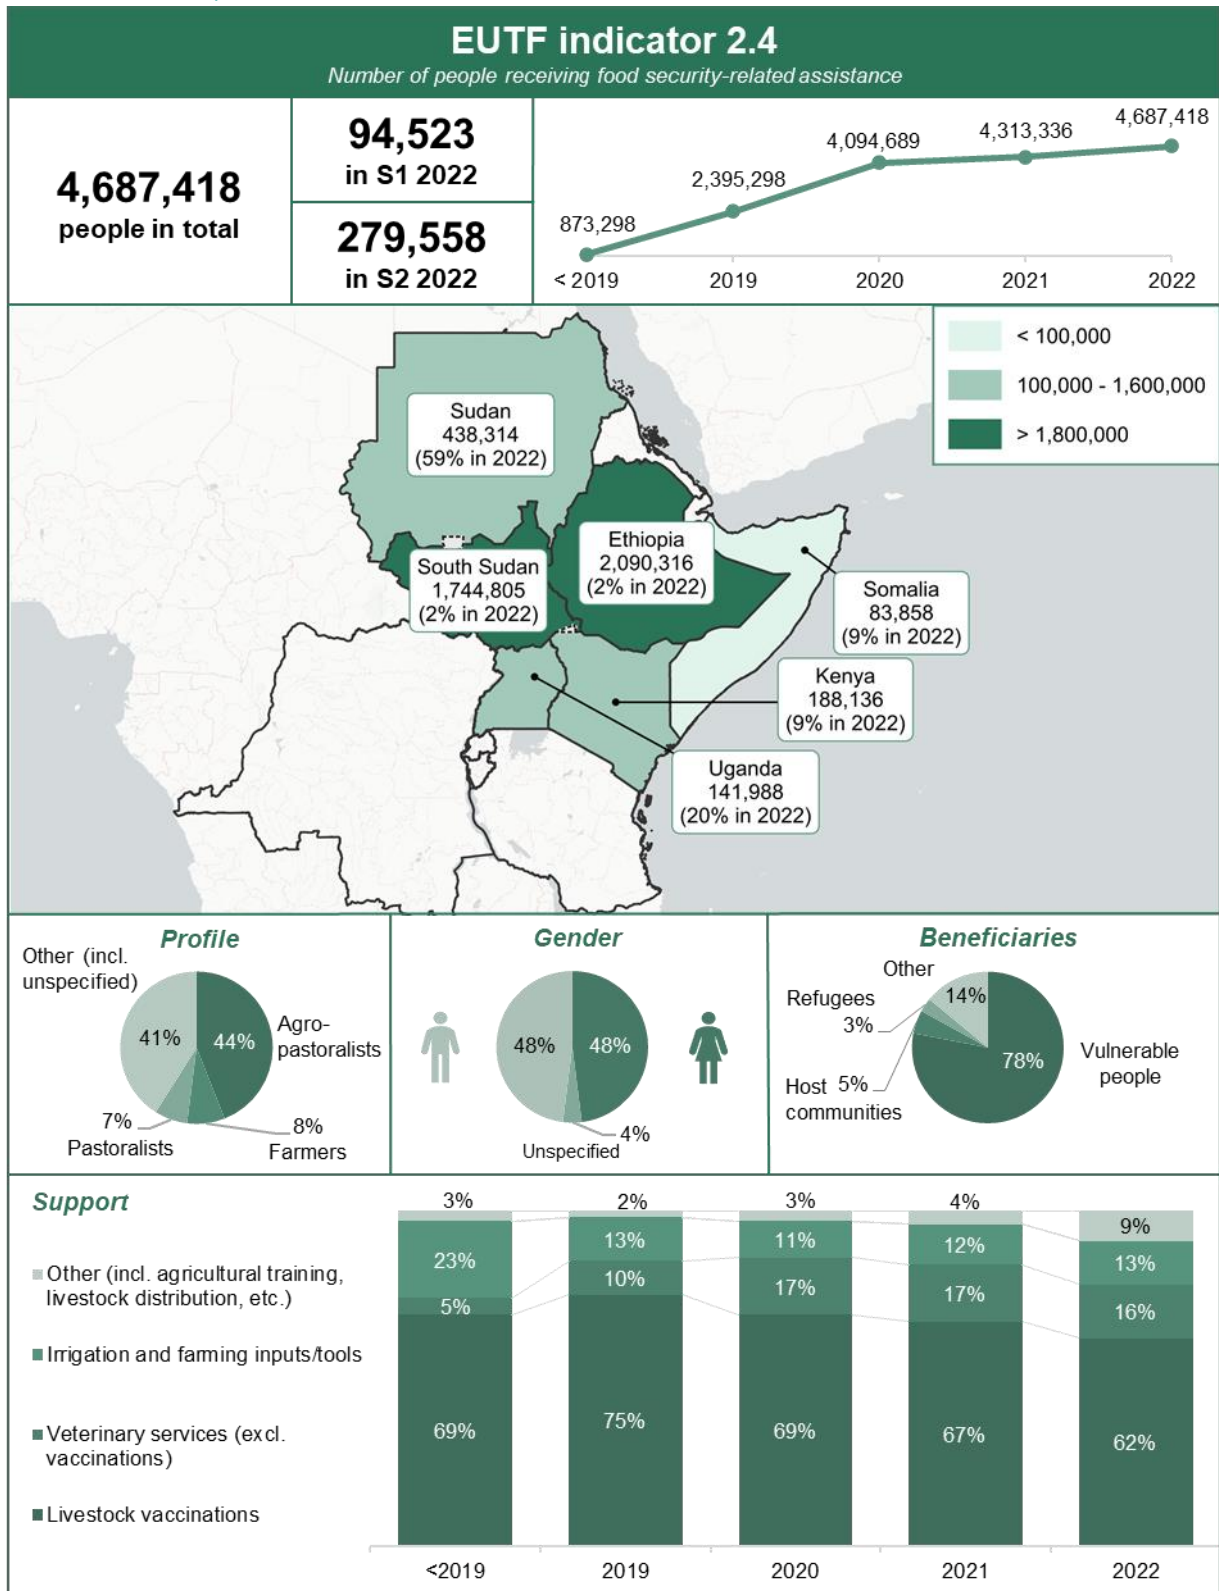 EUTF indicator 2.4
Number of people receiving food security-related assistance
4,687,418
people in total
94,523
in S1 2022
279,558
in S2 2022
873,298
2,395,298
4,094,689
4,313,336
4,687,418
< 2019
2019
2020
2021
2022
< 100,000
100,000 - 1,600,000
> 1,800,000
Sudan
438,314
(59% in 2022)
Ethiopia
2,090,316
(2% in 2022)
South Sudan
1,744,805
(2% in 2022)
Somalia
83,858
(9% in 2022)
Kenya
188,136
(9% in 2022)
Uganda
141,988
(20% in 2022)
Profile
Other (incl.
unspecified)
41%
44%
Agro-
pastoralists
7%
Pastoralists
8%
Farmers
Gender
48%
48%
4%
Unspecified
Beneficiaries
Other
14%
Refugees
3%
78%
Vulnerable
people
Host 5%
communities
Support
Other (incl. agricultural training,
livestock distribution, etc.)
Irrigation and farming inputs/tools
Veterinary services (excl.
vaccinations)
Livestock vaccinations
3%
2%
3%
4%
9%
23%
13%
11%
12%
13%
5%
10%
17%
17%
16%
69%
75%
69%
67%
62%
<2019
2019
2020
2021
2022